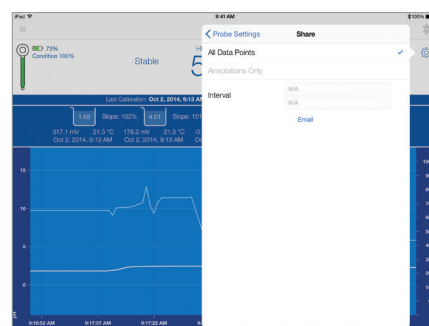 iPad
9:41 AM
100%
Probe Settings
Share
73%
Condition 100%
Stable
All Data Points
Annotations Only
Interval
N/A
N/A
Email
Last Calibration: Oct 2, 2014, 9:13 AM
1.68
Slope: 102%
4.01
Slope: 101
317.1 mV 21.3 °C
178.2 mV 21.3 °C
Oct 2, 2014, 9:13 AM
Oct 2, 2014, 9:13 AM
15
10
5
0
pH
9:16:52 AM
9:17:07 AM
9:17:22 AM